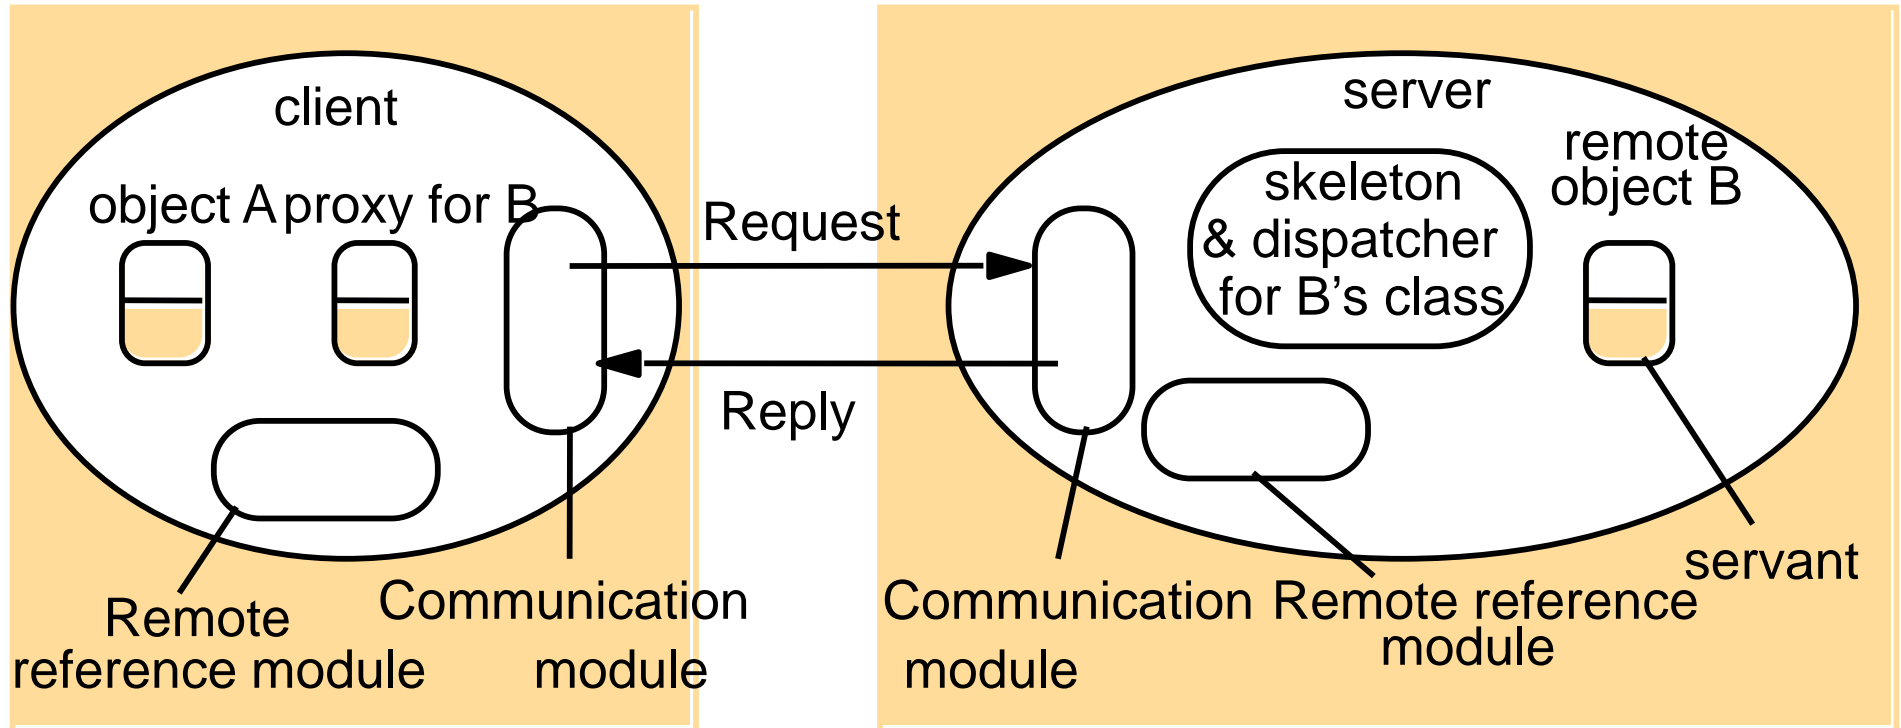 client
object A proxy for B
Request
Reply
Remote
reference module
Communication
module
server
skeleton
& dispatcher
for B’s class
remote
object B
servant
Communication
module
Remote reference
module